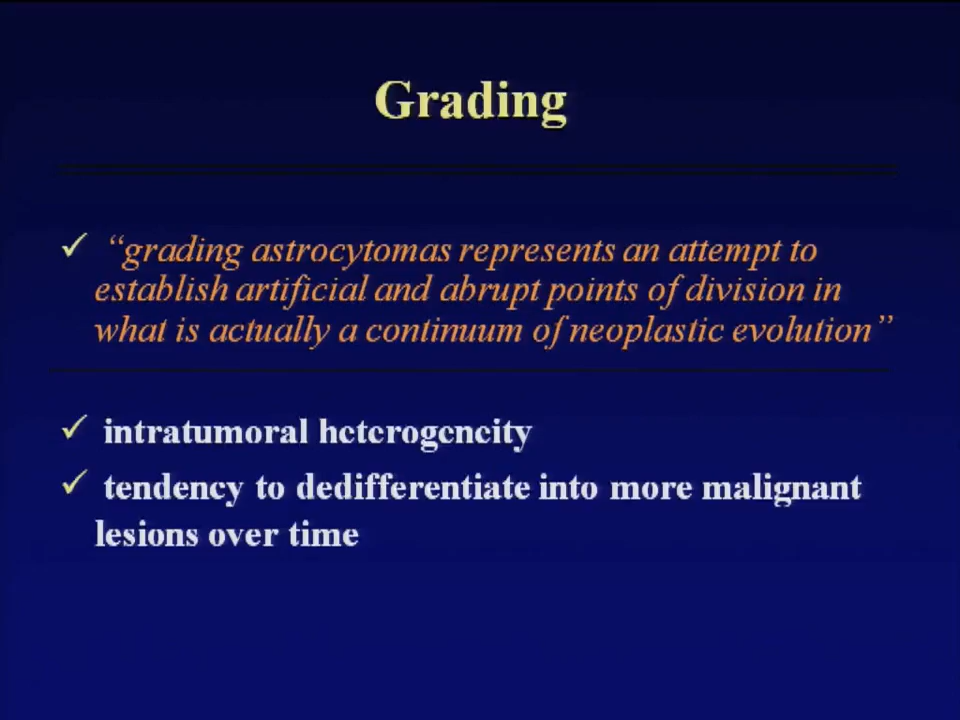 Grading
✓ “grading astrocytomas represents an attempt to
establish artificial and abrupt points of division in
what is actually a continuum of neoplastic evolution”
✓ intratumoral heterogeneity
✓ tendency to dedifferentiate into more malignant
lesions over time